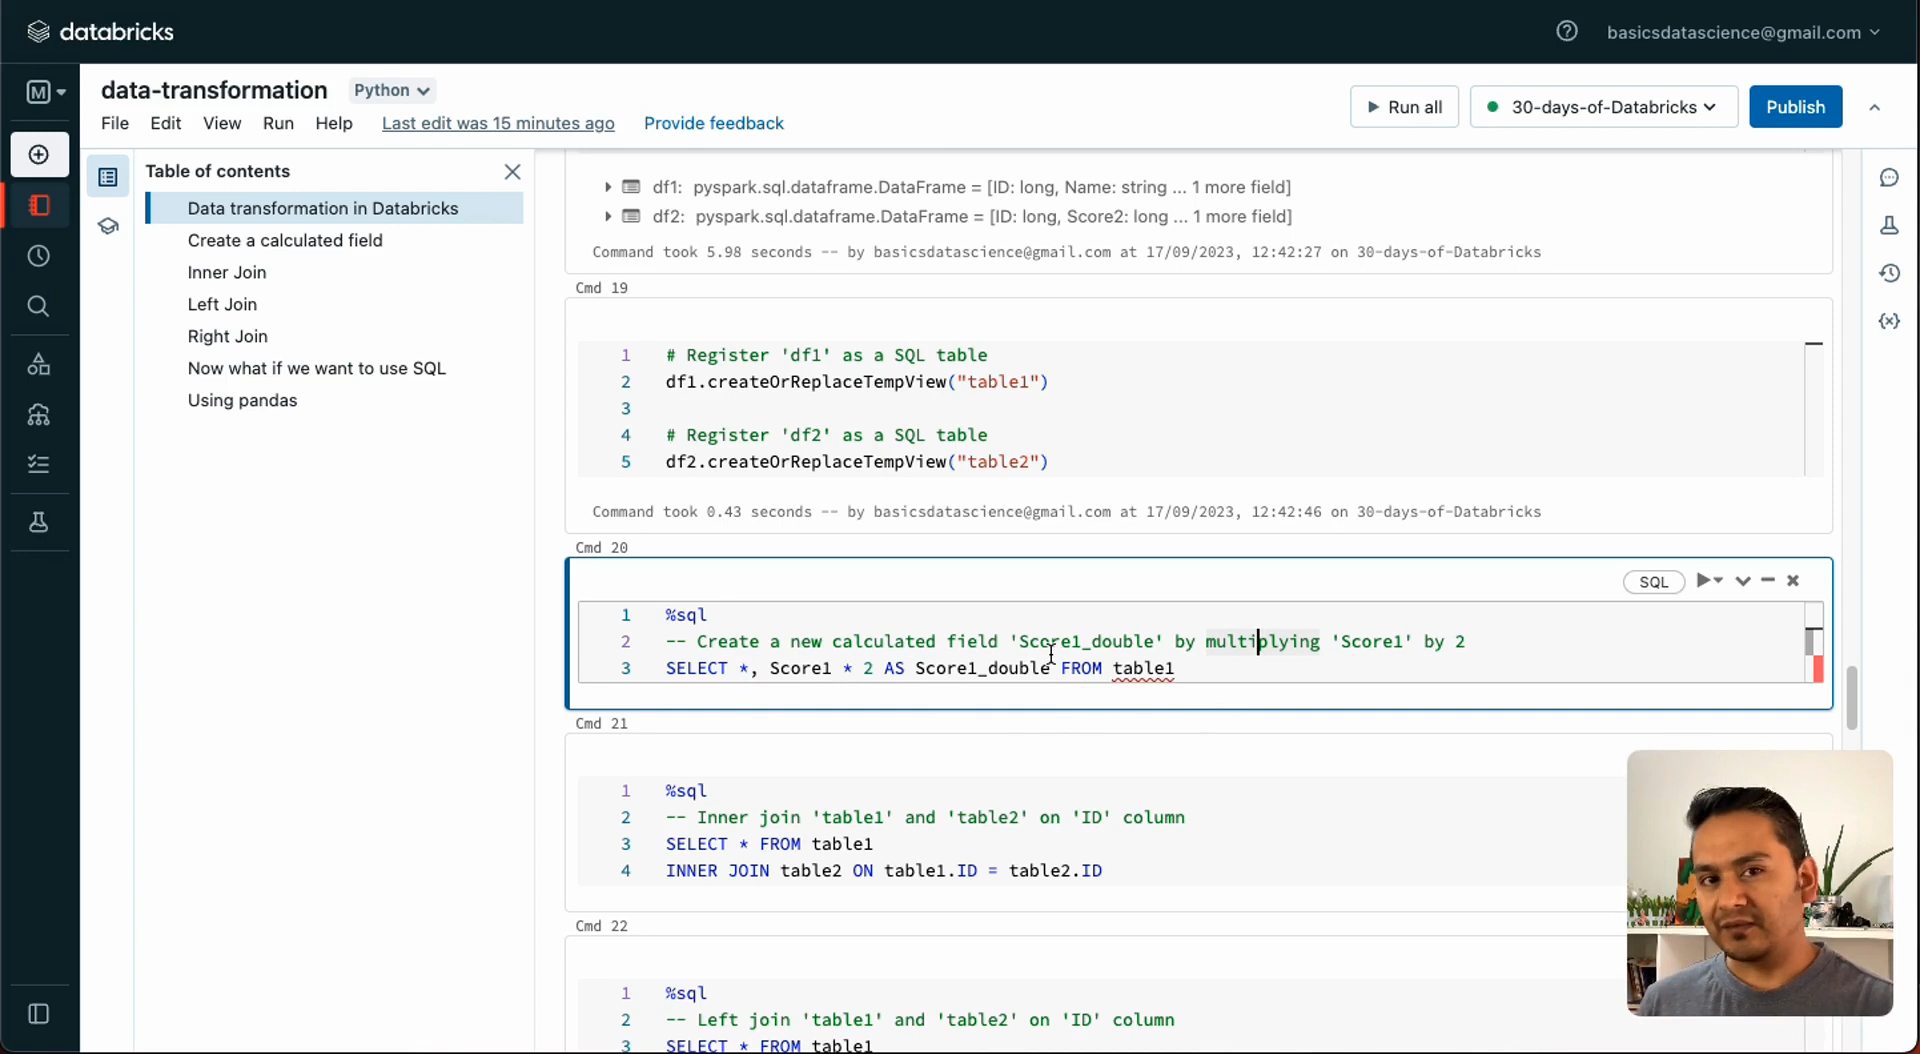 databricks
basicsdatascience@gmail.com
M
data-transformation
Python
Run all
30-days-of-Databricks
Publish
File
Edit
View
Run
Help
Last edit was 15 minutes ago
Provide feedback
Table of contents
Data transformation in Databricks
Create a calculated field
Inner Join
Left Join
Right Join
Now what if we want to use SQL
Using pandas
df1: pyspark.sql.dataframe.DataFrame = [ID: long, Name: string ... 1 more field]
df2: pyspark.sql.dataframe.DataFrame = [ID: long, Score2: long ... 1 more field]
Command took 5.98 seconds -- by basicsdatascience@gmail.com at 17/09/2023, 12:42:27 on 30-days-of-Databricks
Cmd 19
1 # Register 'df1' as a SQL table
2 df1.createOrReplaceTempView("table1")
3
4 # Register 'df2' as a SQL table
5 df2.createOrReplaceTempView("table2")
Command took 0.43 seconds -- by basicsdatascience@gmail.com at 17/09/2023, 12:42:46 on 30-days-of-Databricks
Cmd 20
SQL
1 %sql
2 -- Create a new calculated field 'Score1_double' by multiplying 'Score1' by 2
3 SELECT *, Score1 * 2 AS Score1_double FROM table1
Cmd 21
1 %sql
2 -- Inner join 'table1' and 'table2' on 'ID' column
3 SELECT * FROM table1
4 INNER JOIN table2 ON table1.ID = table2.ID
Cmd 22
1 %sql
2 -- Left join 'table1' and 'table2' on 'ID' column
3 SELECT * FROM table1